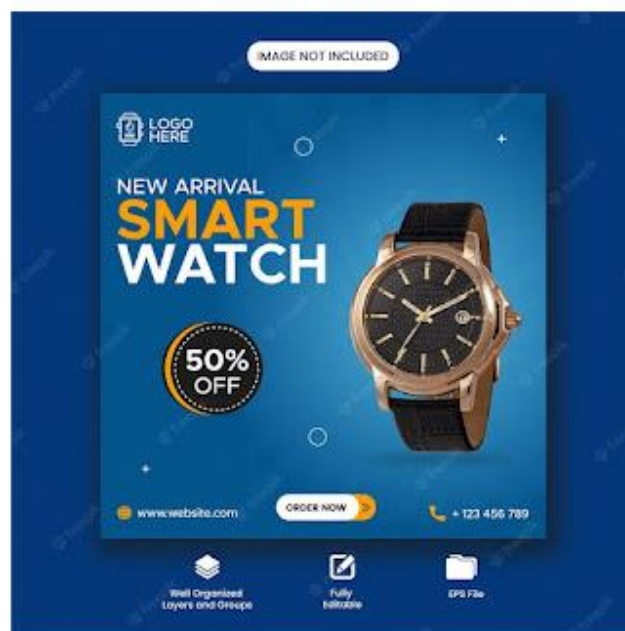 IMAGE NOT INCLUDED
LOGO
HERE
NEW ARRIVAL
SMART
WATCH
50%
OFF
www.website.com
ORDER NOW
+ 123 456 789
Well Organized
Layers and Groups
Fully
Editable
EPS File